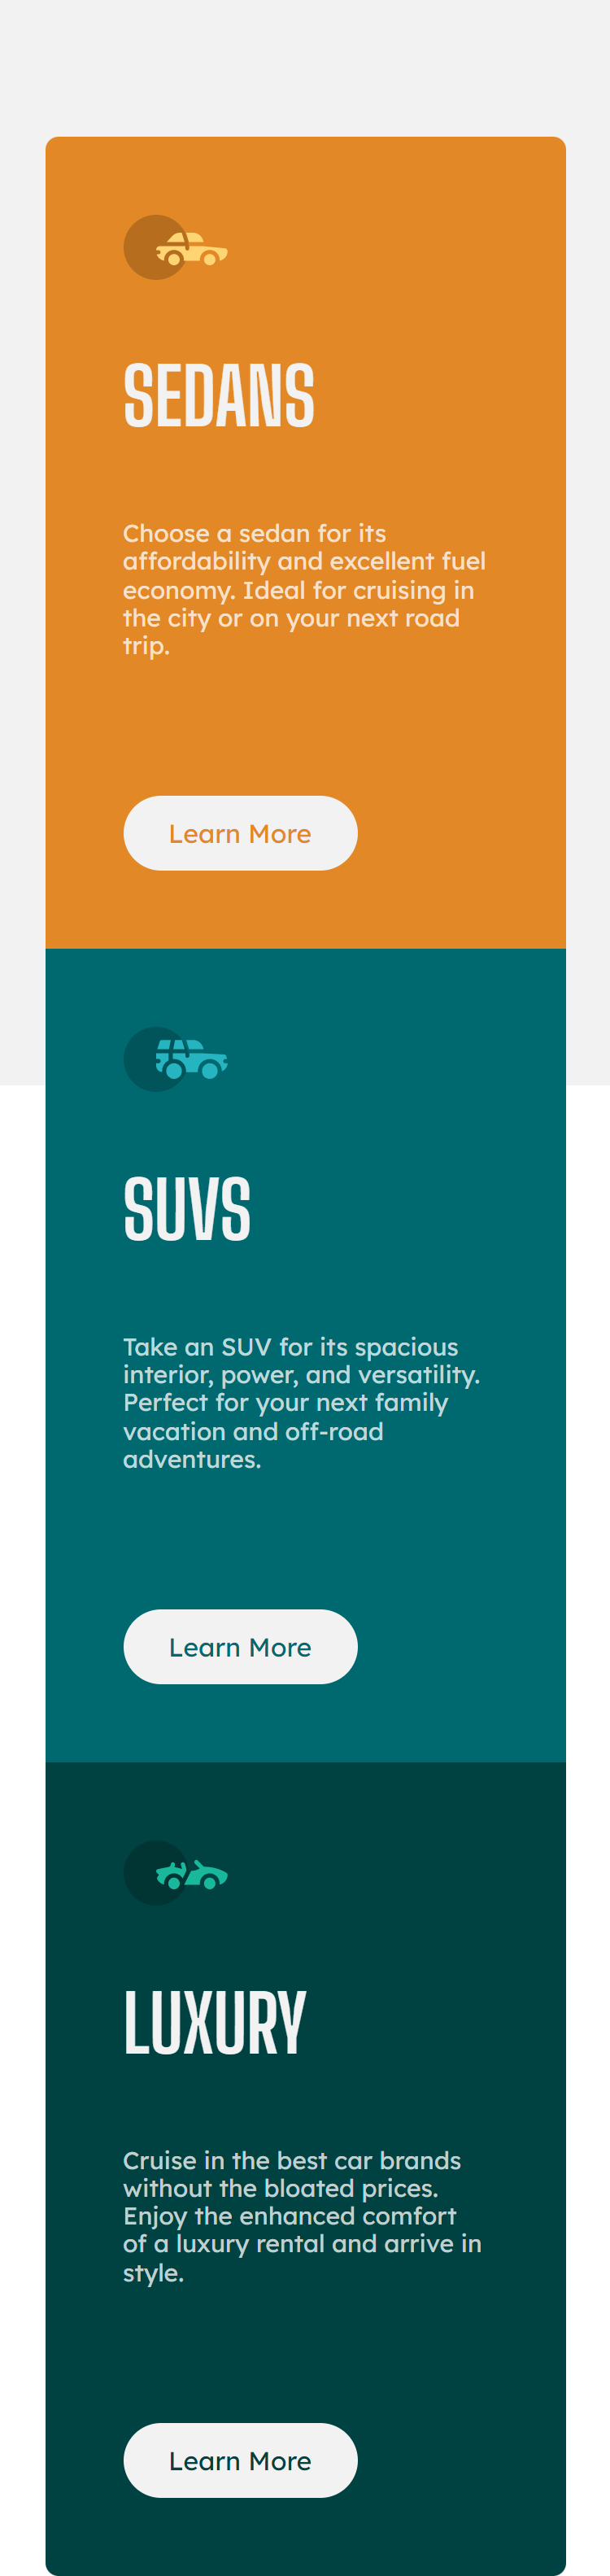 SEDANS
Choose a sedan for its
affordability and excellent fuel
economy. Ideal for cruising in
the city or on your next road
trip.
Learn More
SUVS
Take an SUV for its spacious
interior, power, and versatility.
Perfect for your next family
vacation and off-road
adventures.
Learn More
LUXURY
Cruise in the best car brands
without the bloated prices.
Enjoy the enhanced comfort
of a luxury rental and arrive in
style.
Learn More